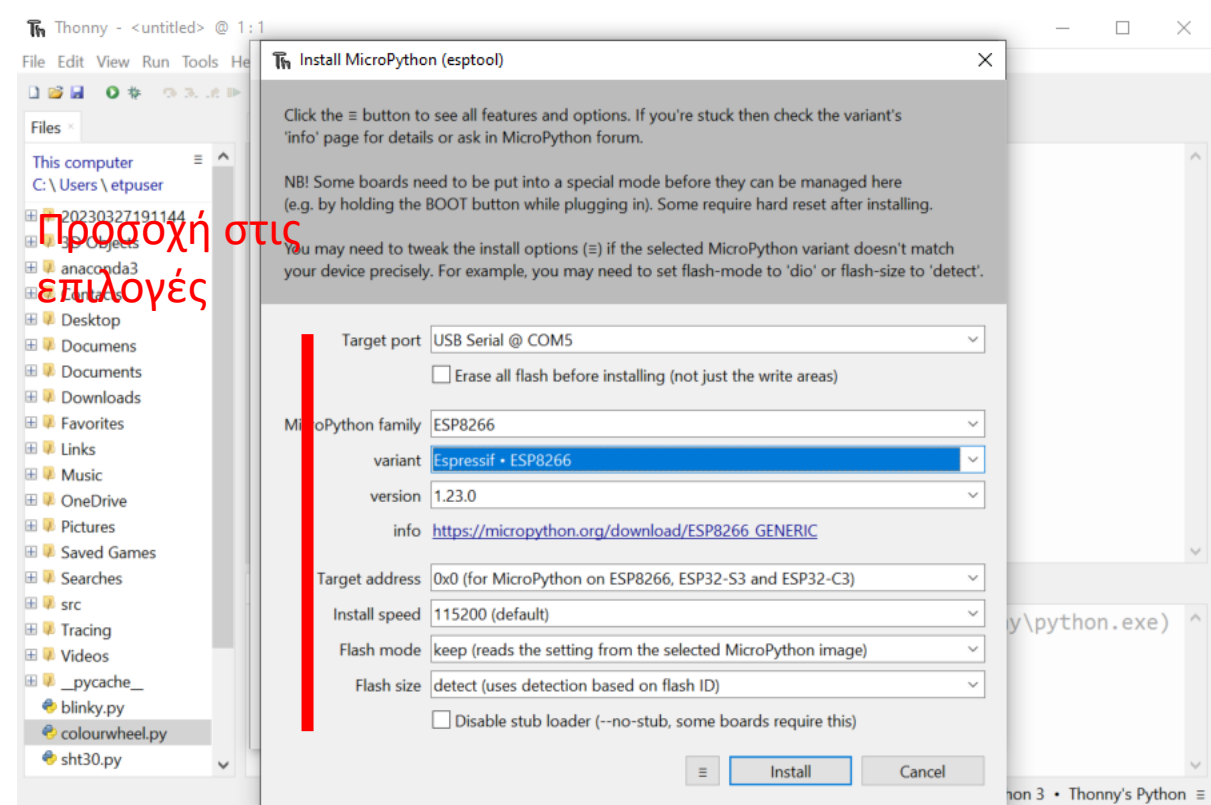 Thonny - <untitled> @ 1:1
File Edit View Run Tools He
Install MicroPython (esptool)
Click the ≡ button to see all features and options. If you're stuck then check the variant's
'info' page for details or ask in MicroPython forum.
NB! Some boards need to be put into a special mode before they can be managed here
(e.g. by holding the BOOT button while plugging in). Some require hard reset after installing.
You may need to tweak the install options (≡) if the selected MicroPython variant doesn't match
your device precisely. For example, you may need to set flash-mode to 'dio' or flash-size to 'detect'.
Files
This computer
C: \ Users \ etpuser
20230327191144
3D Objects
anaconda3
Contacts
Desktop
Documens
Documents
Downloads
Favorites
Links
Music
OneDrive
Pictures
Saved Games
Searches
src
Tracing
Videos
__pycache__
blinky.py
colourwheel.py
sht30.py
Προσοχή στις
επιλογές
Target port USB Serial @ COM5
Erase all flash before installing (not just the write areas)
MicroPython family ESP8266
variant Espressif • ESP8266
version 1.23.0
info https://micropython.org/download/ESP8266_GENERIC
Target address 0x0 (for MicroPython on ESP8266, ESP32-S3 and ESP32-C3)
Install speed 115200 (default)
Flash mode keep (reads the setting from the selected MicroPython image)
Flash size detect (uses detection based on flash ID)
Disable stub loader (--no-stub, some boards require this)
≡ Install Cancel
y\python.exe)
hon 3 • Thonny's Python ≡